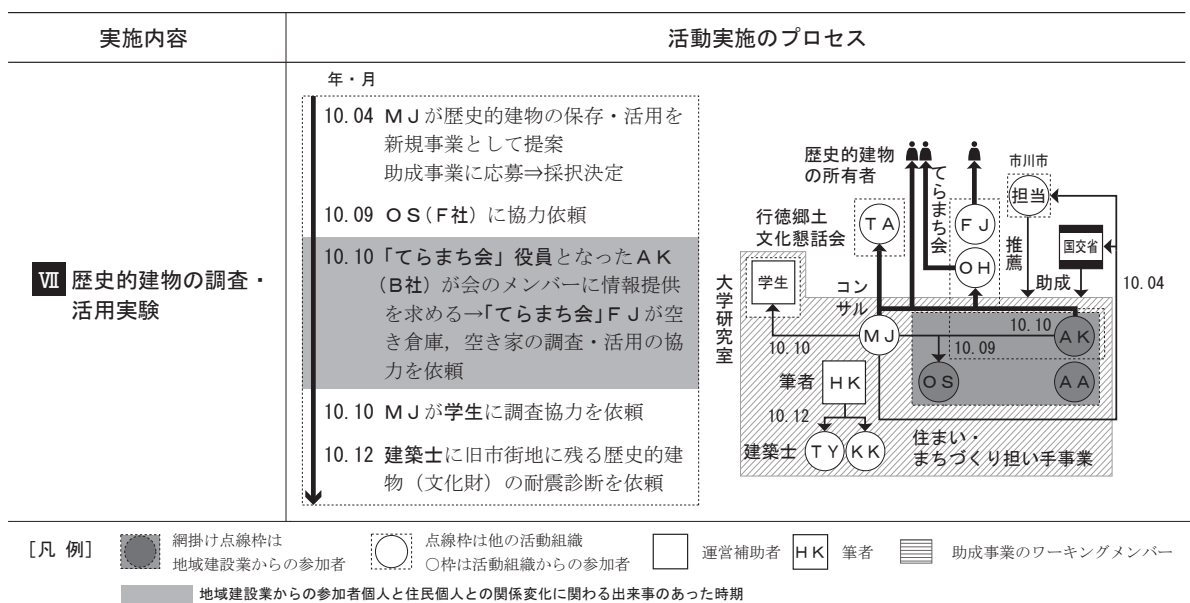 実施内容
活動実施のプロセス
Ⅶ 歴史的建物の調査・
活用実験
年・月
10.04 ＭＪが歴史的建物の保存・活用を
新規事業として提案
助成事業に応募⇒採択決定
10.09 ＯＳ(Ｆ社)に協力依頼
10.10「てらまち会」役員となったＡＫ
(B社)が会のメンバーに情報提供
を求める→「てらまち会」ＦＪが空
き倉庫，空き家の調査・活用の協
力を依頼
10.10 ＭＪが学生に調査協力を依頼
10.12 建築士に旧市街地に残る歴史的建
物（文化財）の耐震診断を依頼
歴史的建物
の所有者
てらまち会
市川市
担当
行徳郷土
文化懇話会
ＴＡ
ＦＪ
推薦
国交省
ＯＨ
助成
10.04
大学研究室
学生
コン
サル
ＭＪ
10.10
10.10
10.09
ＡＫ
筆者
ＨＫ
ＯＳ
ＡＡ
10.12
建築士
ＴＹ
ＫＫ
住まい・
まちづくり担い手事業
[凡 例]
網掛け点線枠は
地域建設業からの参加者
点線枠は他の活動組織
○枠は活動組織からの参加者
運営補助者
ＨＫ
筆者
助成事業のワーキングメンバー
地域建設業からの参加者個人と住民個人との関係変化に関わる出来事のあった時期